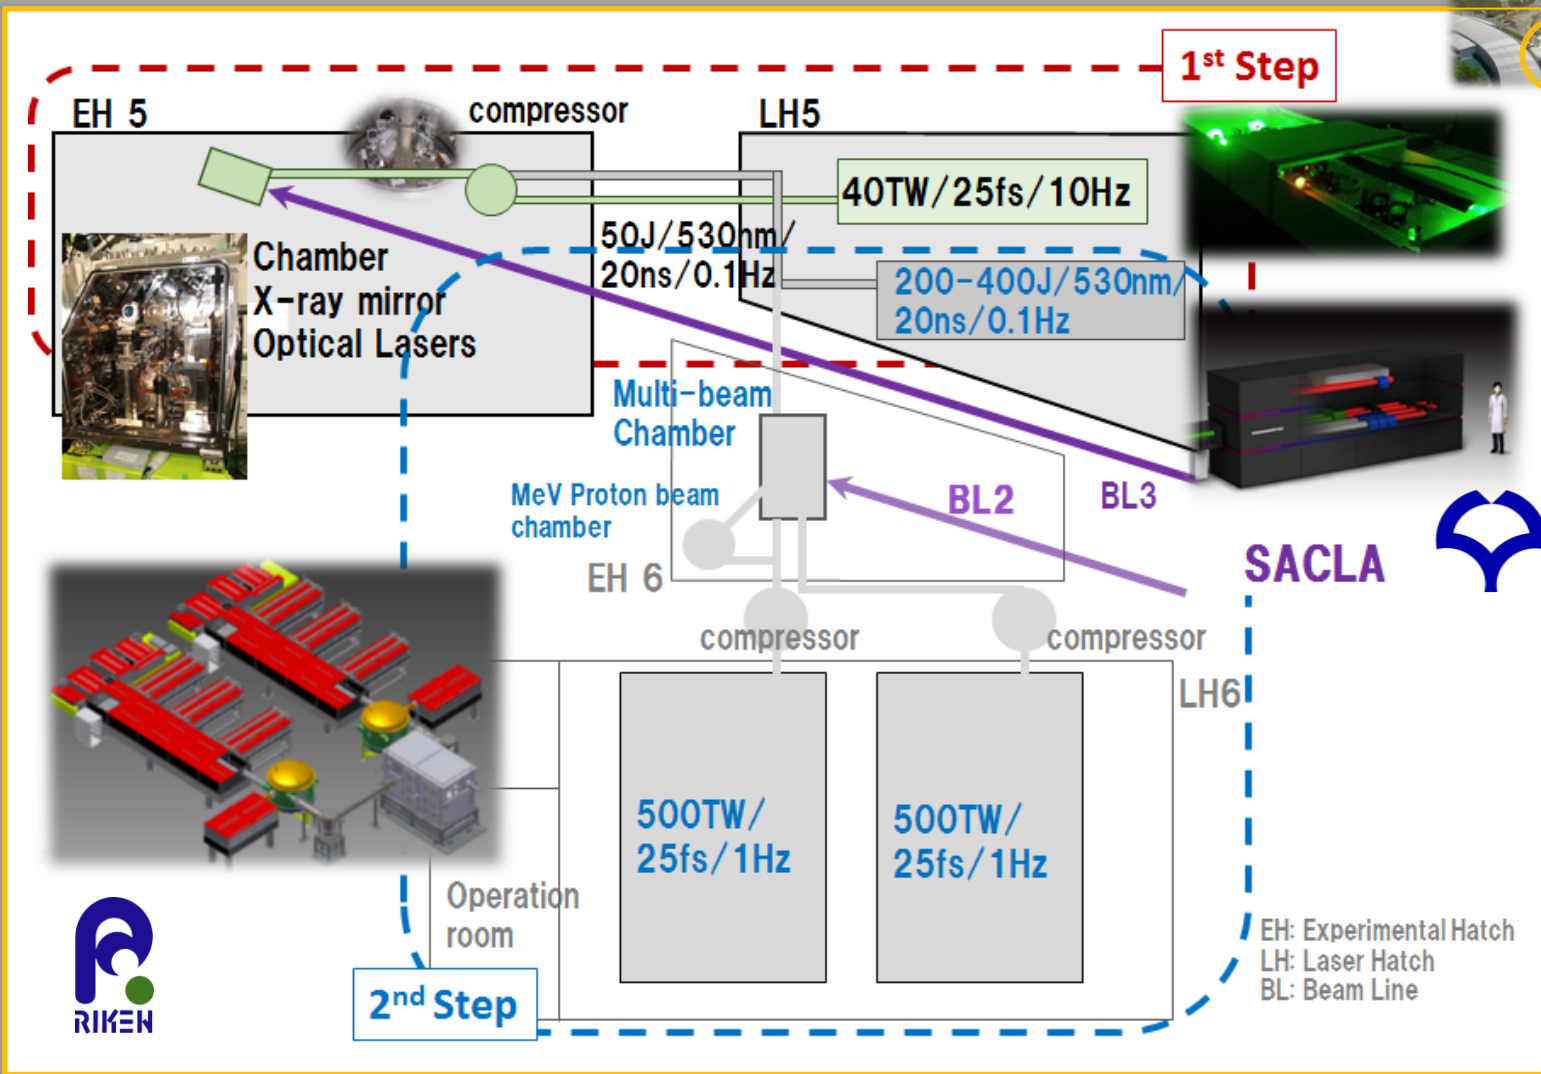 1st Step
EH 5
compressor
LH5
40TW/25fs/10Hz
50J/530nm/
20ns/0.1Hz
Chamber
X-ray mirror
Optical Lasers
200-400J/530nm/
20ns/0.1Hz
Multi-beam
Chamber
MeV Proton beam
chamber
BL2
BL3
EH 6
SACLA
compressor
compressor
LH6
500TW/
25fs/1Hz
500TW/
25fs/1Hz
Operation
room
2nd Step
EH: Experimental Hatch
LH: Laser Hatch
BL: Beam Line
RIKEN